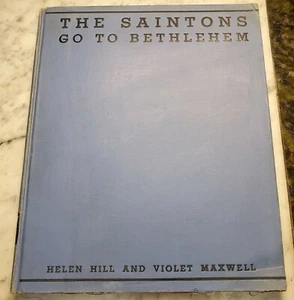 THE SAINTONS
GO TO BETHLEHEM
HELEN HILL AND VIOLET MAXWELL